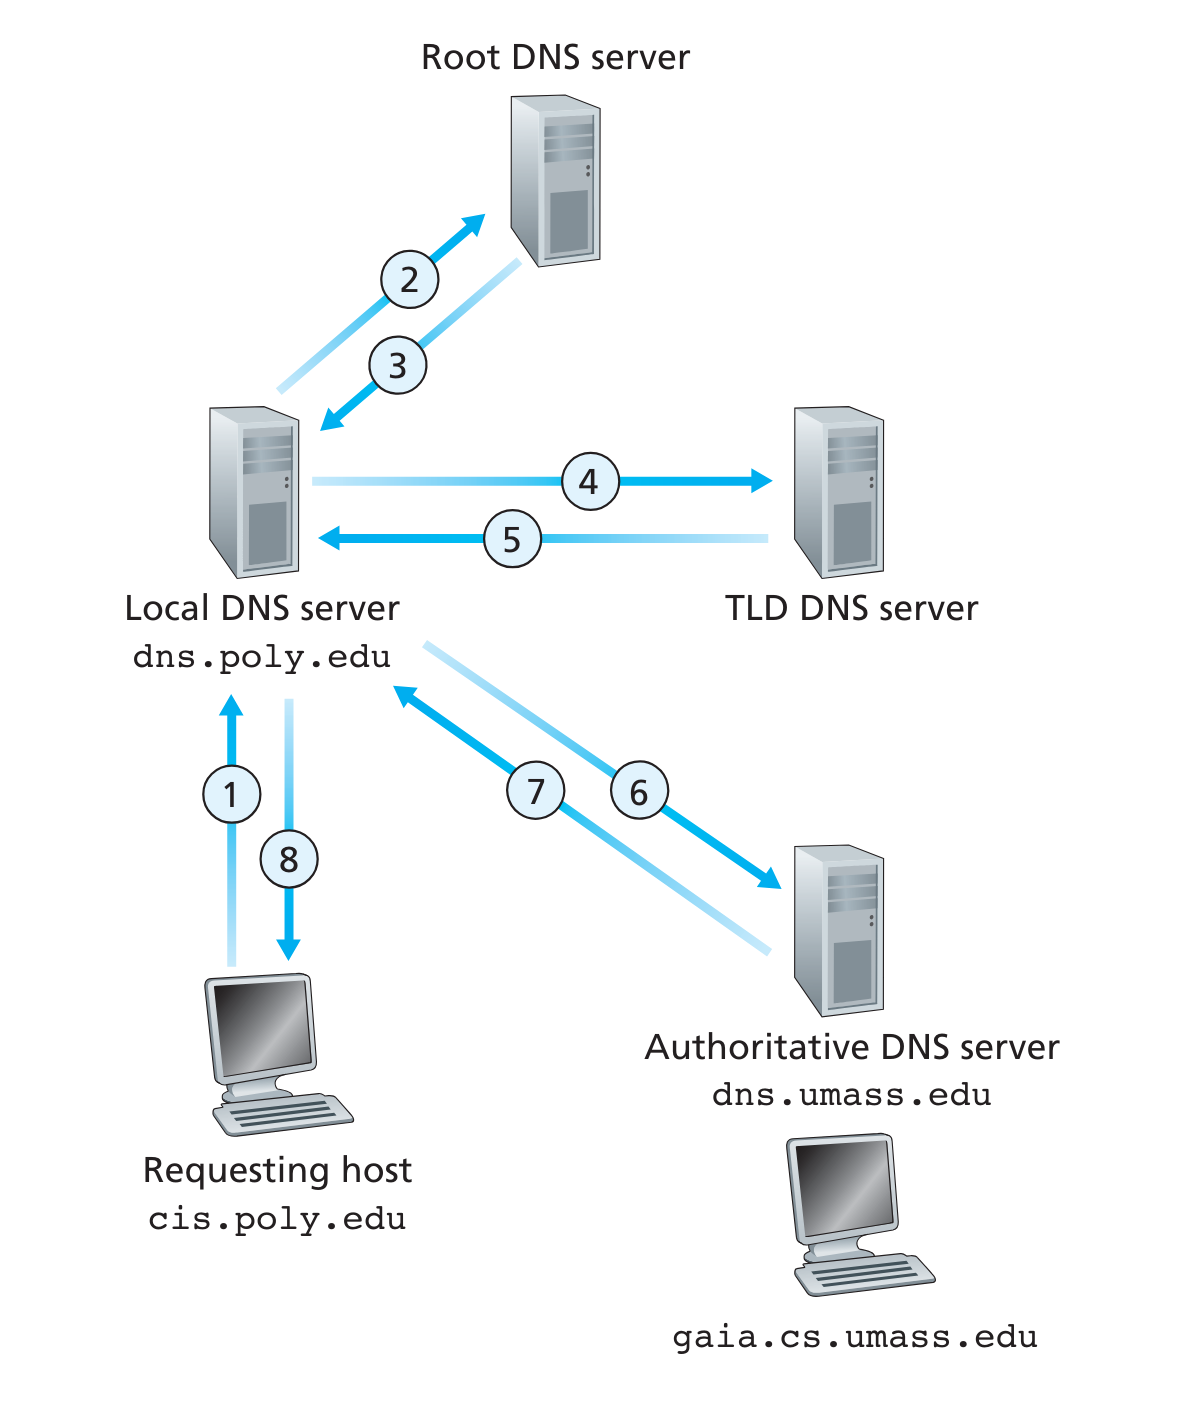 Root DNS server
2
3
4
5
Local DNS server
dns.poly.edu
TLD DNS server
1
8
7
6
Authoritative DNS server
dns.umass.edu
Requesting host
cis.poly.edu
gaia.cs.umass.edu